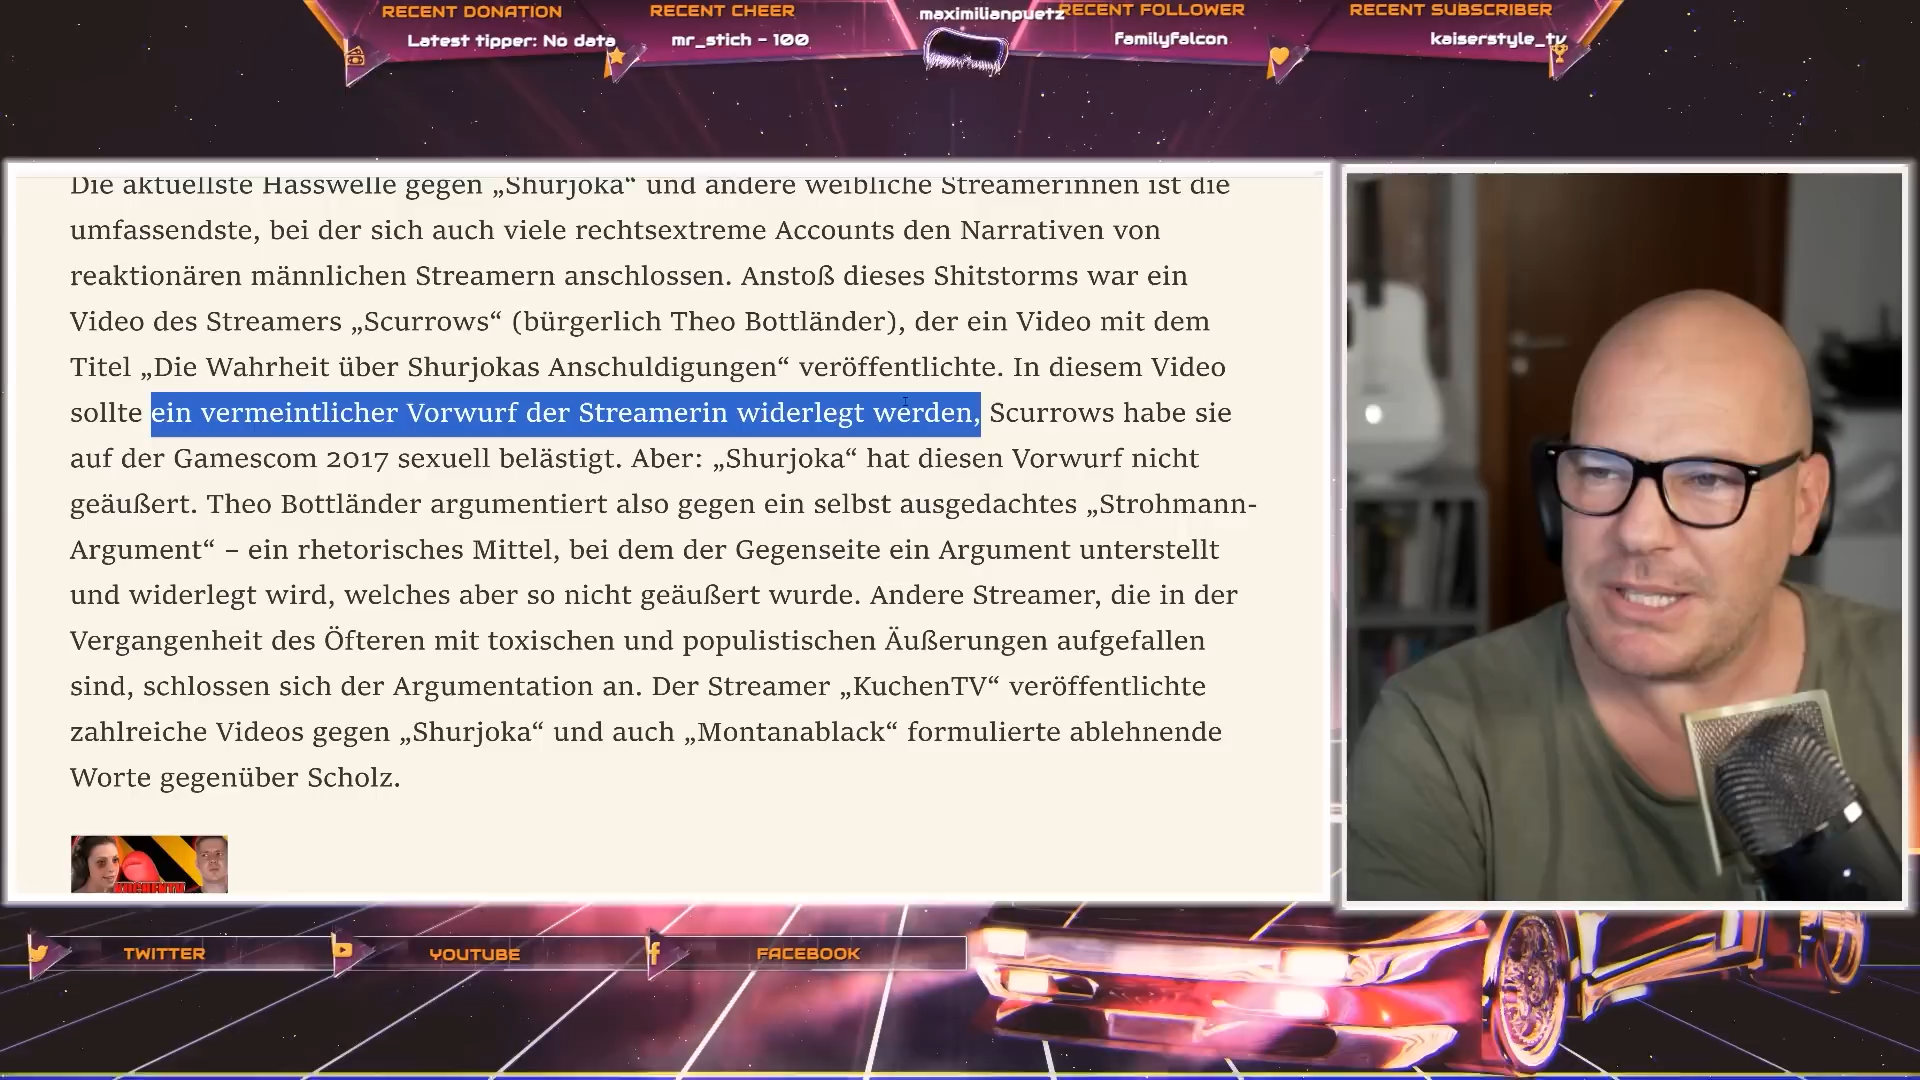 RECENT DONATION
Latest tipper: No data
RECENT CHEER
mr_stich - 100
maximilianpuetz
RECENT FOLLOWER
familyfalcon
RECENT SUBSCRIBER
kaiserstyle_tv
Die aktuellste Hasswelle gegen „Shurjoka“ und andere weibliche Streamerinnen ist die
umfassendste, bei der sich auch viele rechtsextreme Accounts den Narrativen von
reaktionären männlichen Streamern anschlossen. Anstoß dieses Shitstorms war ein
Video des Streamers „Scurrows“ (bürgerlich Theo Bottländer), der ein Video mit dem
Titel „Die Wahrheit über Shurjokas Anschuldigungen“ veröffentlichte. In diesem Video
sollte ein vermeintlicher Vorwurf der Streamerin widerlegt werden, Scurrows habe sie
auf der Gamescom 2017 sexuell belästigt. Aber: „Shurjoka“ hat diesen Vorwurf nicht
geäußert. Theo Bottländer argumentiert also gegen ein selbst ausgedachtes „Strohmann-
Argument“ – ein rhetorisches Mittel, bei dem der Gegenseite ein Argument unterstellt
und widerlegt wird, welches aber so nicht geäußert wurde. Andere Streamer, die in der
Vergangenheit des Öfteren mit toxischen und populistischen Äußerungen aufgefallen
sind, schlossen sich der Argumentation an. Der Streamer „KuchenTV“ veröffentlichte
zahlreiche Videos gegen „Shurjoka“ und auch „Montanablack“ formulierte ablehnende
Worte gegenüber Scholz.
KUCHENTV
TWITTER
YOUTUBE
FACEBOOK